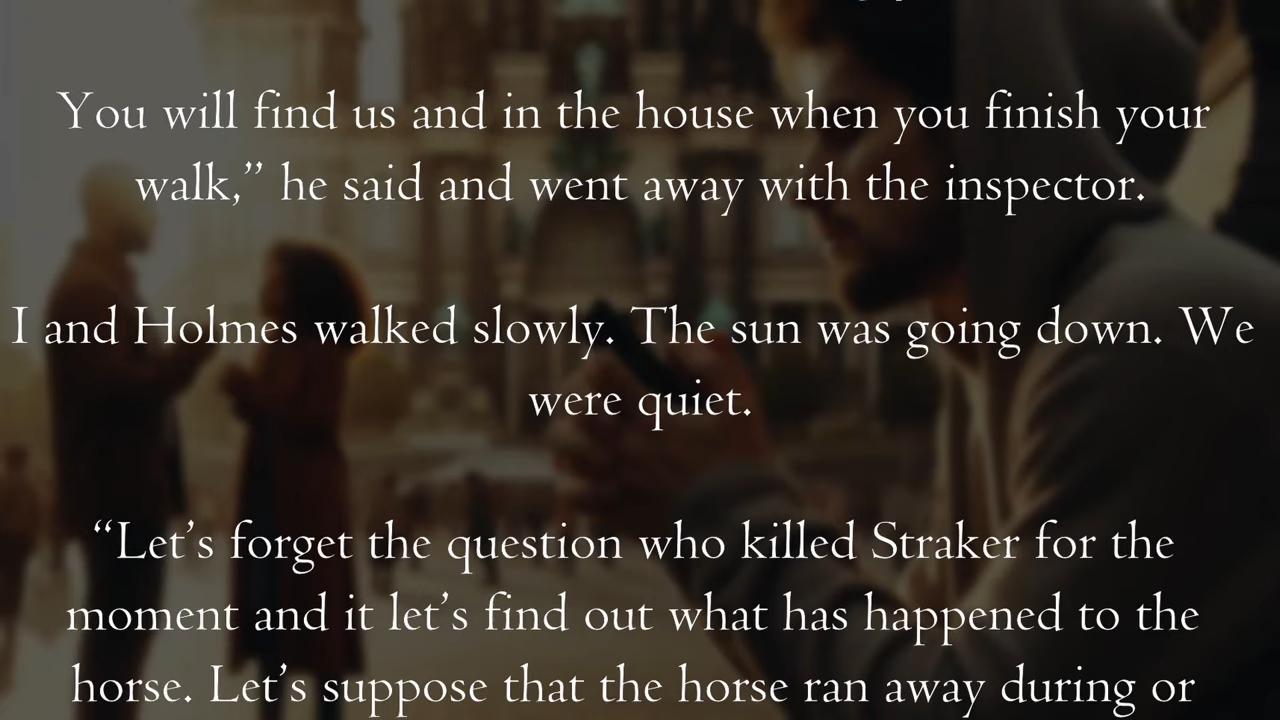 You will find us and in the house when you finish your
walk,” he said and went away with the inspector.
I and Holmes walked slowly. The sun was going down. We
were quiet.
“Let’s forget the question who killed Straker for the
moment and it let’s find out what has happened to the
horse. Let’s suppose that the horse ran away during or